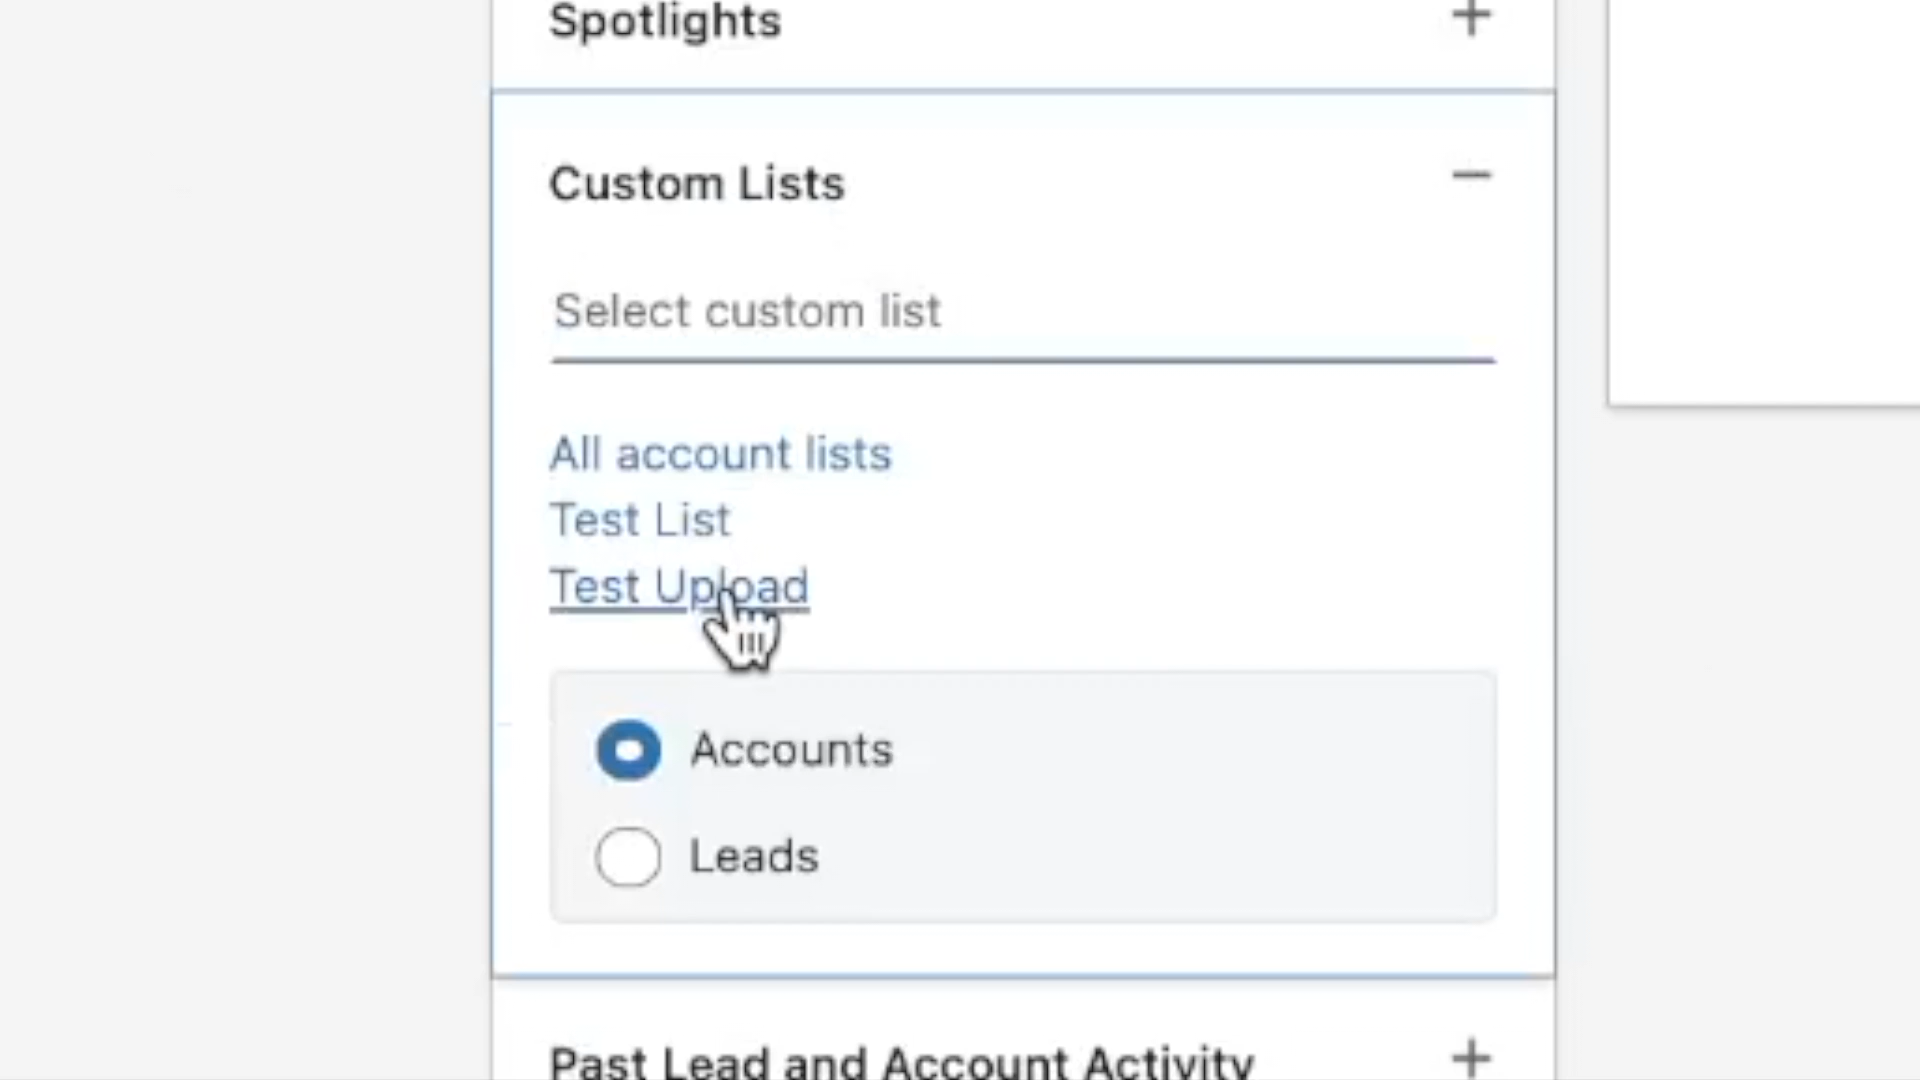 Spotlights
Custom Lists
Select custom list
All account lists
Test List
Test Upload
Accounts
Leads
Past Lead and Account Activity